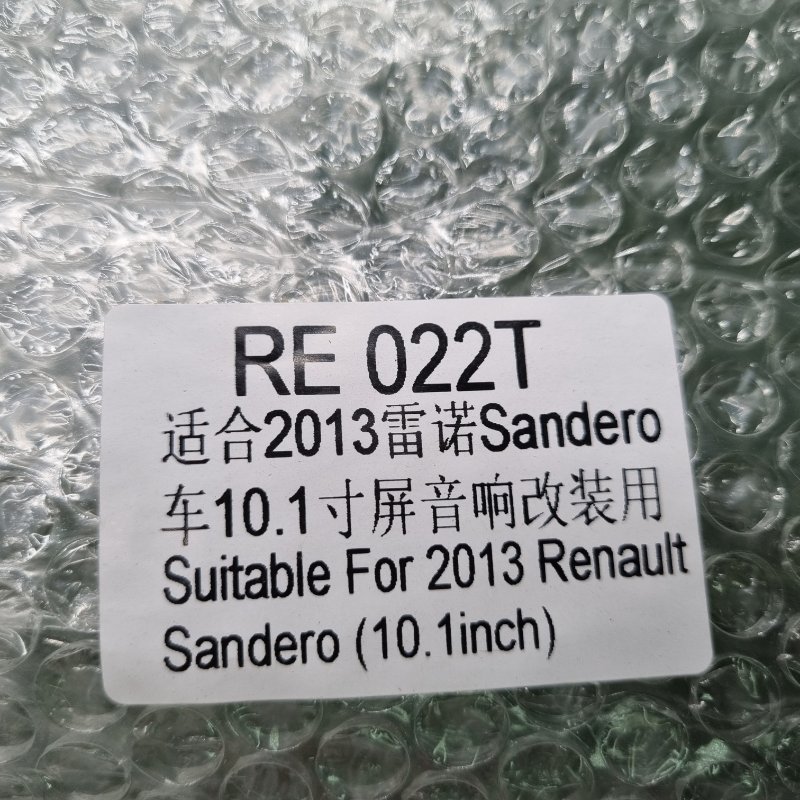 RE 022T
适合2013雷诺Sandero
车10.1寸屏音响改装用
Suitable For 2013 Renault
Sandero (10.1inch)